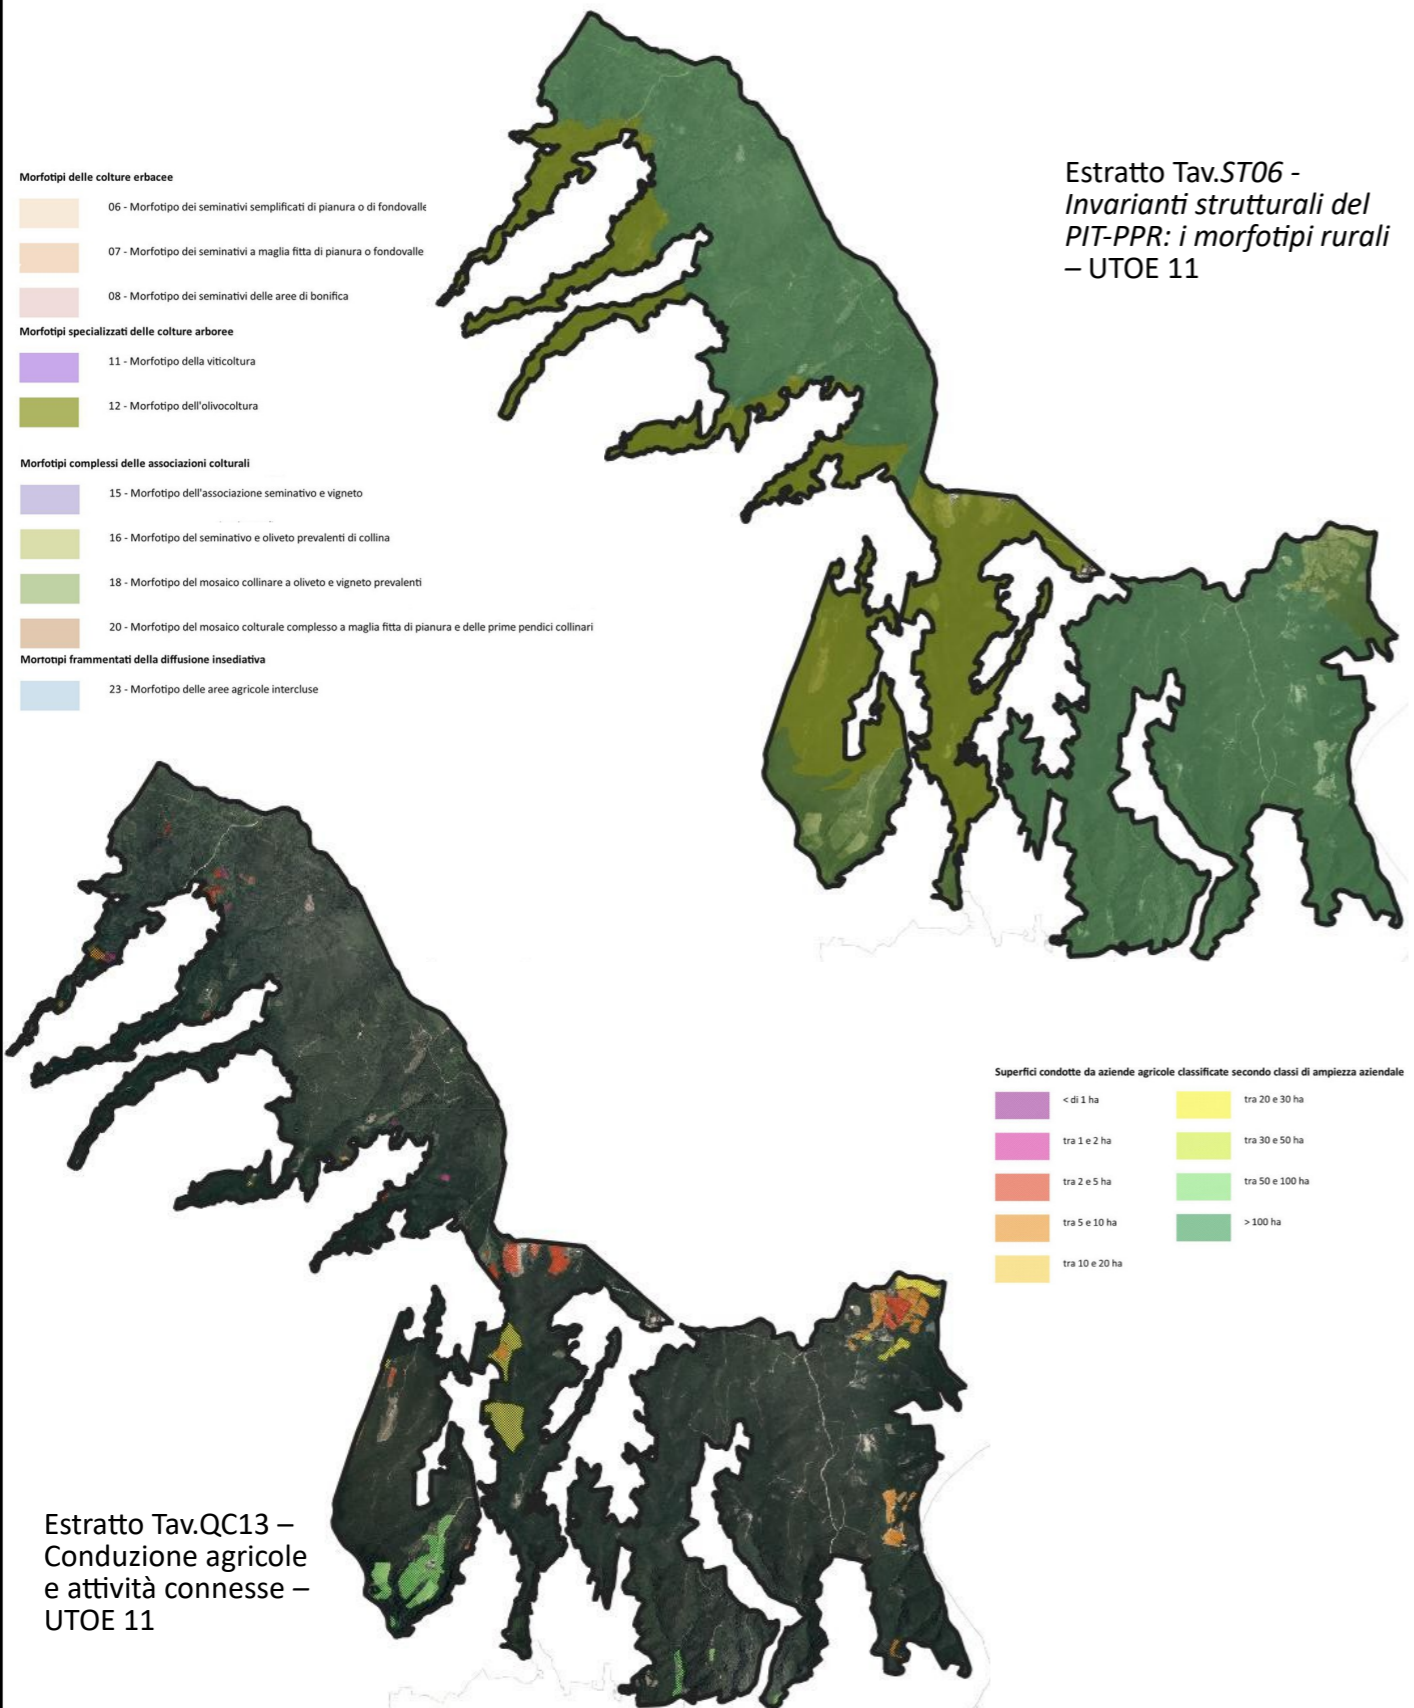 Estratto Tav.ST06 -
Invarianti strutturali del
PIT-PPR: i morfotipi rurali
– UTOE 11
Morfotipi delle colture erbacee
06 - Morfotipo dei seminativi semplificati di pianura o di fondovalle
07 - Morfotipo dei seminativi a maglia fitta di pianura o fondovalle
08 - Morfotipo dei seminativi delle aree di bonifica
Morfotipi specializzati delle colture arboree
11 - Morfotipo della viticoltura
12 - Morfotipo dell'olivocoltura
Morfotipi complessi delle associazioni colturali
15 - Morfotipo dell'associazione seminativo e vigneto
16 - Morfotipo del seminativo e oliveto prevalenti di collina
18 - Morfotipo del mosaico collinare a oliveto e vigneto prevalenti
20 - Morfotipo del mosaico colturale complesso a maglia fitta di pianura e delle prime pendici collinari
Morfotipi frammentati della diffusione insediativa
23 - Morfotipo delle aree agricole intercluse
Superfici condotte da aziende agricole classificate secondo classi di ampiezza aziendale
< di 1 ha
tra 1 e 2 ha
tra 2 e 5 ha
tra 5 e 10 ha
tra 10 e 20 ha
tra 20 e 30 ha
tra 30 e 50 ha
tra 50 e 100 ha
> 100 ha
Estratto Tav.QC13 –
Conduzione agricole
e attività connesse –
UTOE 11